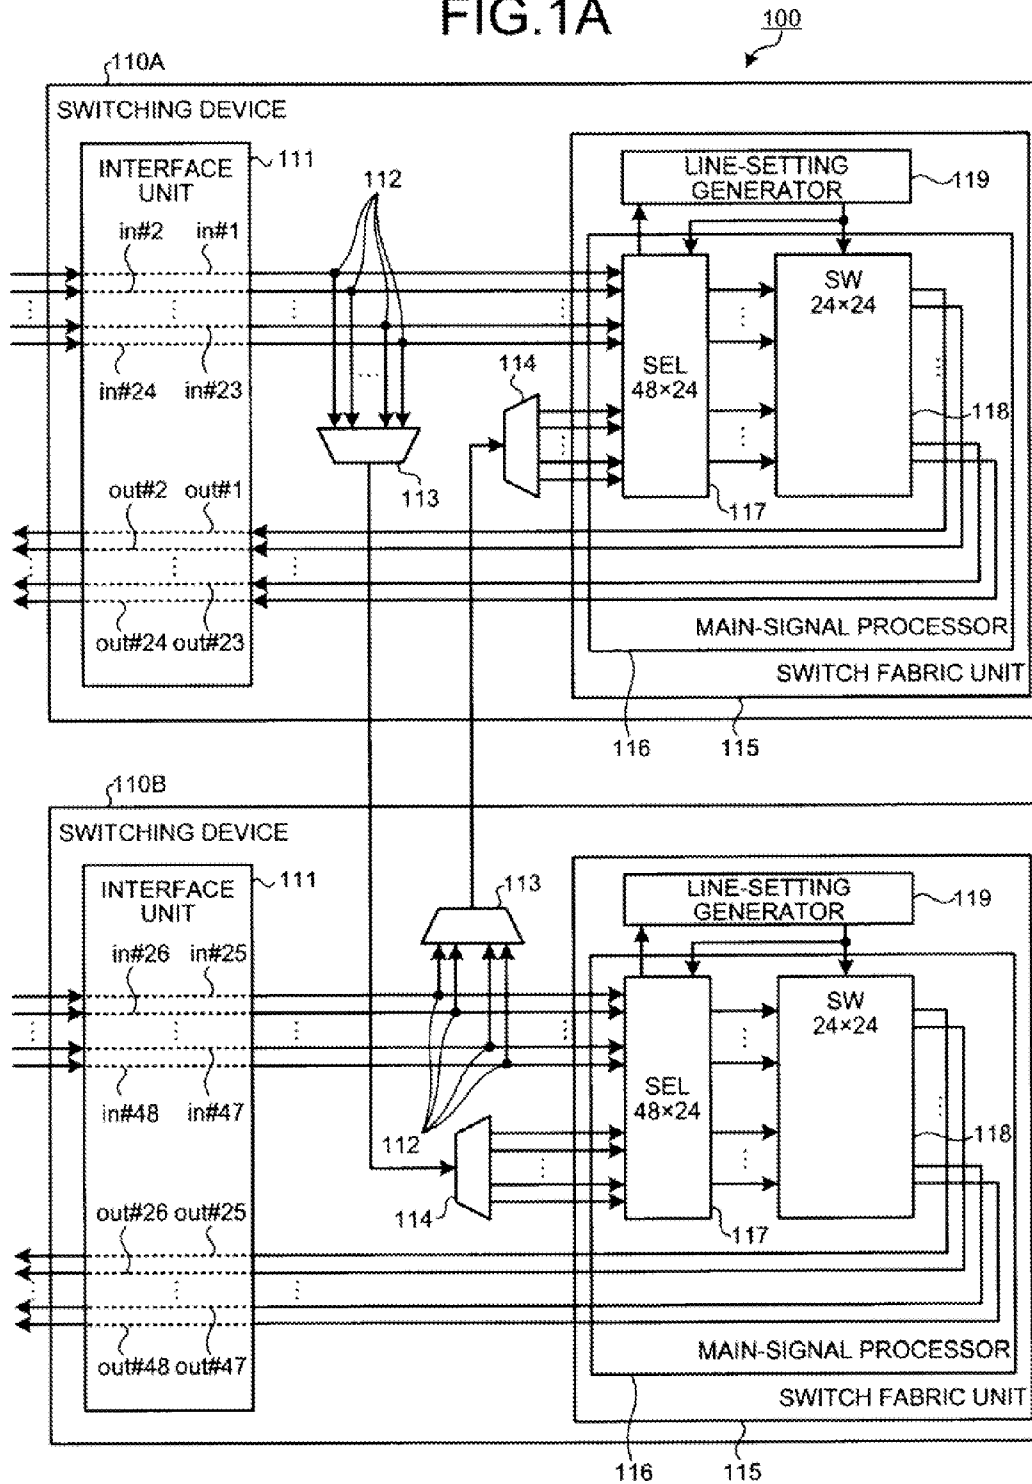 FIG.1A
100
110A
SWITCHING DEVICE
INTERFACE
UNIT
111
in#2
in#1
in#24
in#23
out#2
out#1
out#24
out#23
112
113
114
LINE-SETTING
GENERATOR
119
SEL
48×24
SW
24×24
118
117
MAIN-SIGNAL PROCESSOR
SWITCH FABRIC UNIT
116
115
110B
SWITCHING DEVICE
INTERFACE
UNIT
111
in#26
in#25
in#48
in#47
out#26
out#25
out#48
out#47
113
112
114
LINE-SETTING
GENERATOR
119
SEL
48×24
SW
24×24
118
117
MAIN-SIGNAL PROCESSOR
SWITCH FABRIC UNIT
116
115